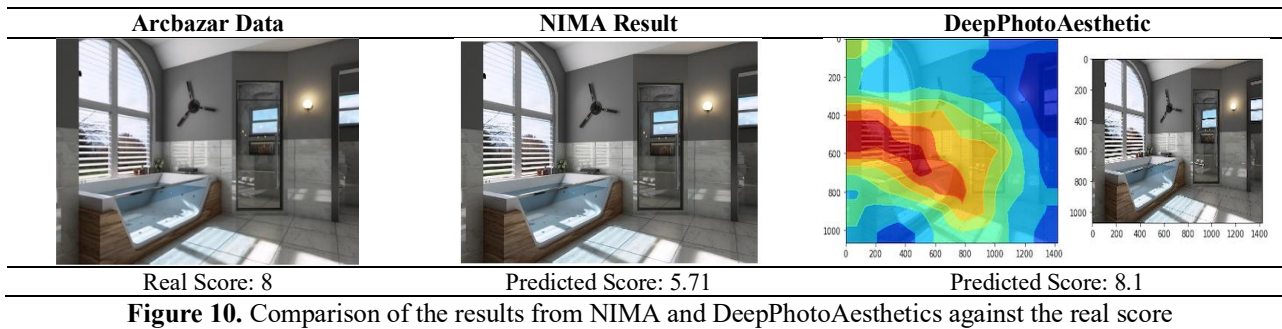 Arcbazar Data NIMA Result DeepPhotoAesthetic
0
200
400
600
800
1000
0 200 400 600 800 1000 1200 1400
0
200
400
600
800
1000
0 200 400 600 800 1000 1200 1400
Real Score: 8 Predicted Score: 5.71 Predicted Score: 8.1
Figure 10. Comparison of the results from NIMA and DeepPhotoAesthetics against the real score